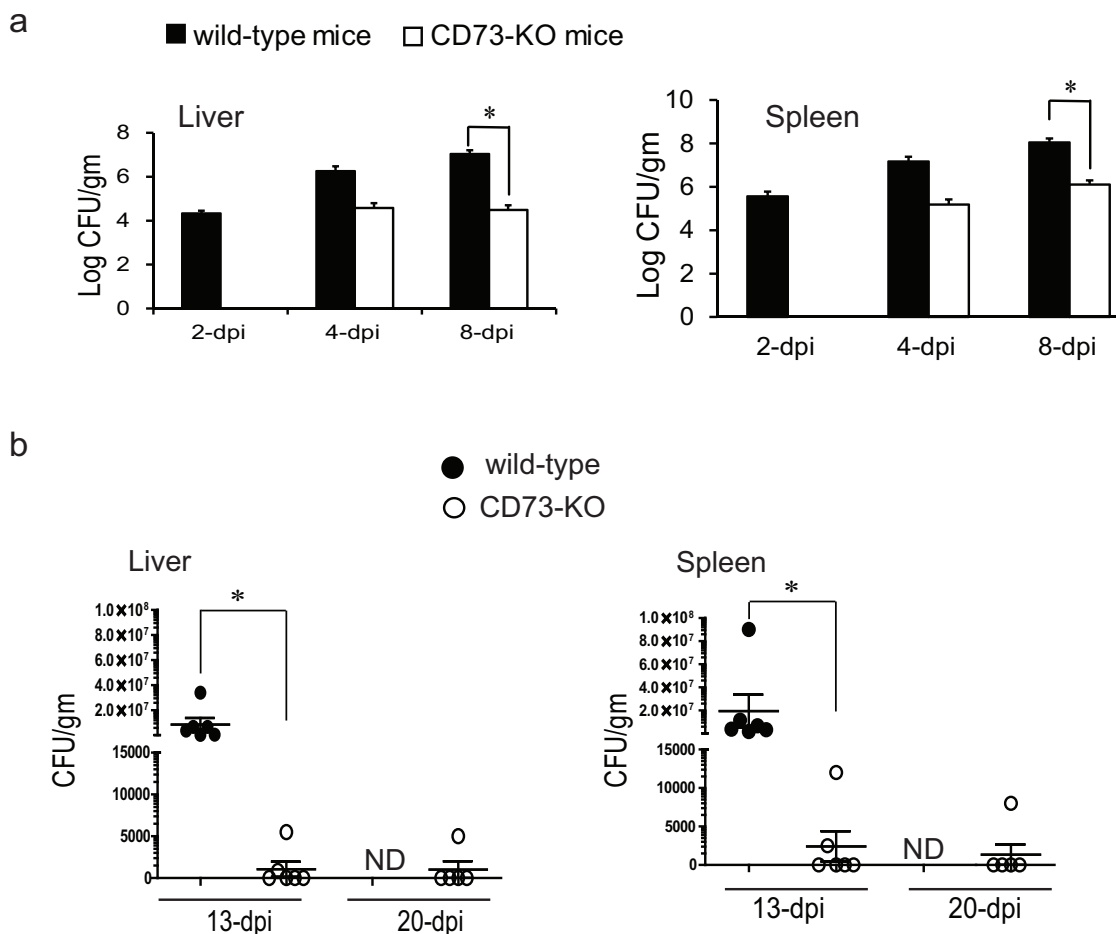 a
wild-type mice CD73-KO mice
Liver
*
Log CFU/gm
8
6
4
2
0
2-dpi 4-dpi 8-dpi
Spleen
*
Log CFU/gm
10
8
6
4
2
0
2-dpi 4-dpi 8-dpi
b
wild-type
CD73-KO
Liver
*
CFU/gm
1.0×10⁸
8.0×10⁷
6.0×10⁷
4.0×10⁷
2.0×10⁷
15000
10000
5000
0
ND
13-dpi 20-dpi
Spleen
*
CFU/gm
1.0×10⁸
8.0×10⁷
6.0×10⁷
4.0×10⁷
2.0×10⁷
15000
10000
5000
0
ND
13-dpi 20-dpi